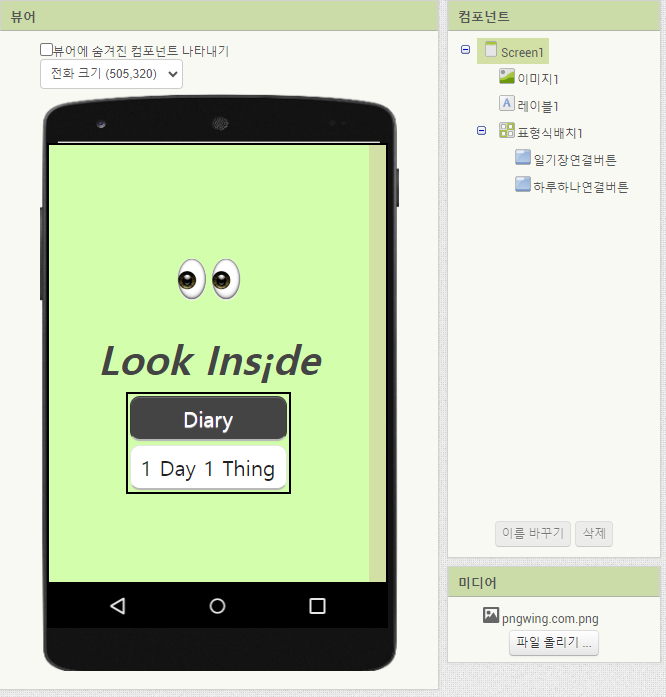 뷰어
뷰어에 숨겨진 컴포넌트 나타내기
전화 크기 (505,320)
Look Ins¡de
Diary
1 Day 1 Thing
컴포넌트
Screen1
이미지1
A 레이블1
표형식배치1
일기장연결버튼
하루하나연결버튼
이름 바꾸기 삭제
미디어
pngwing.com.png
파일 올리기 ...